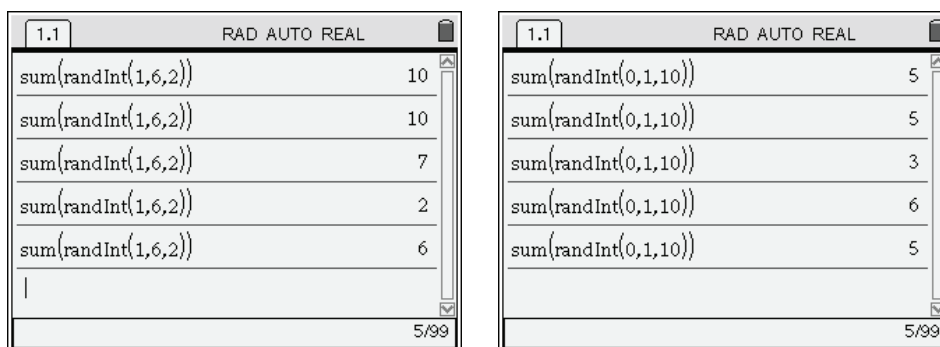 1.1 RAD AUTO REAL
sum(randInt(1,6,2)) 10
sum(randInt(1,6,2)) 10
sum(randInt(1,6,2)) 7
sum(randInt(1,6,2)) 2
sum(randInt(1,6,2)) 6
5/99
1.1 RAD AUTO REAL
sum(randInt(0,1,10)) 5
sum(randInt(0,1,10)) 5
sum(randInt(0,1,10)) 3
sum(randInt(0,1,10)) 6
sum(randInt(0,1,10)) 5
5/99